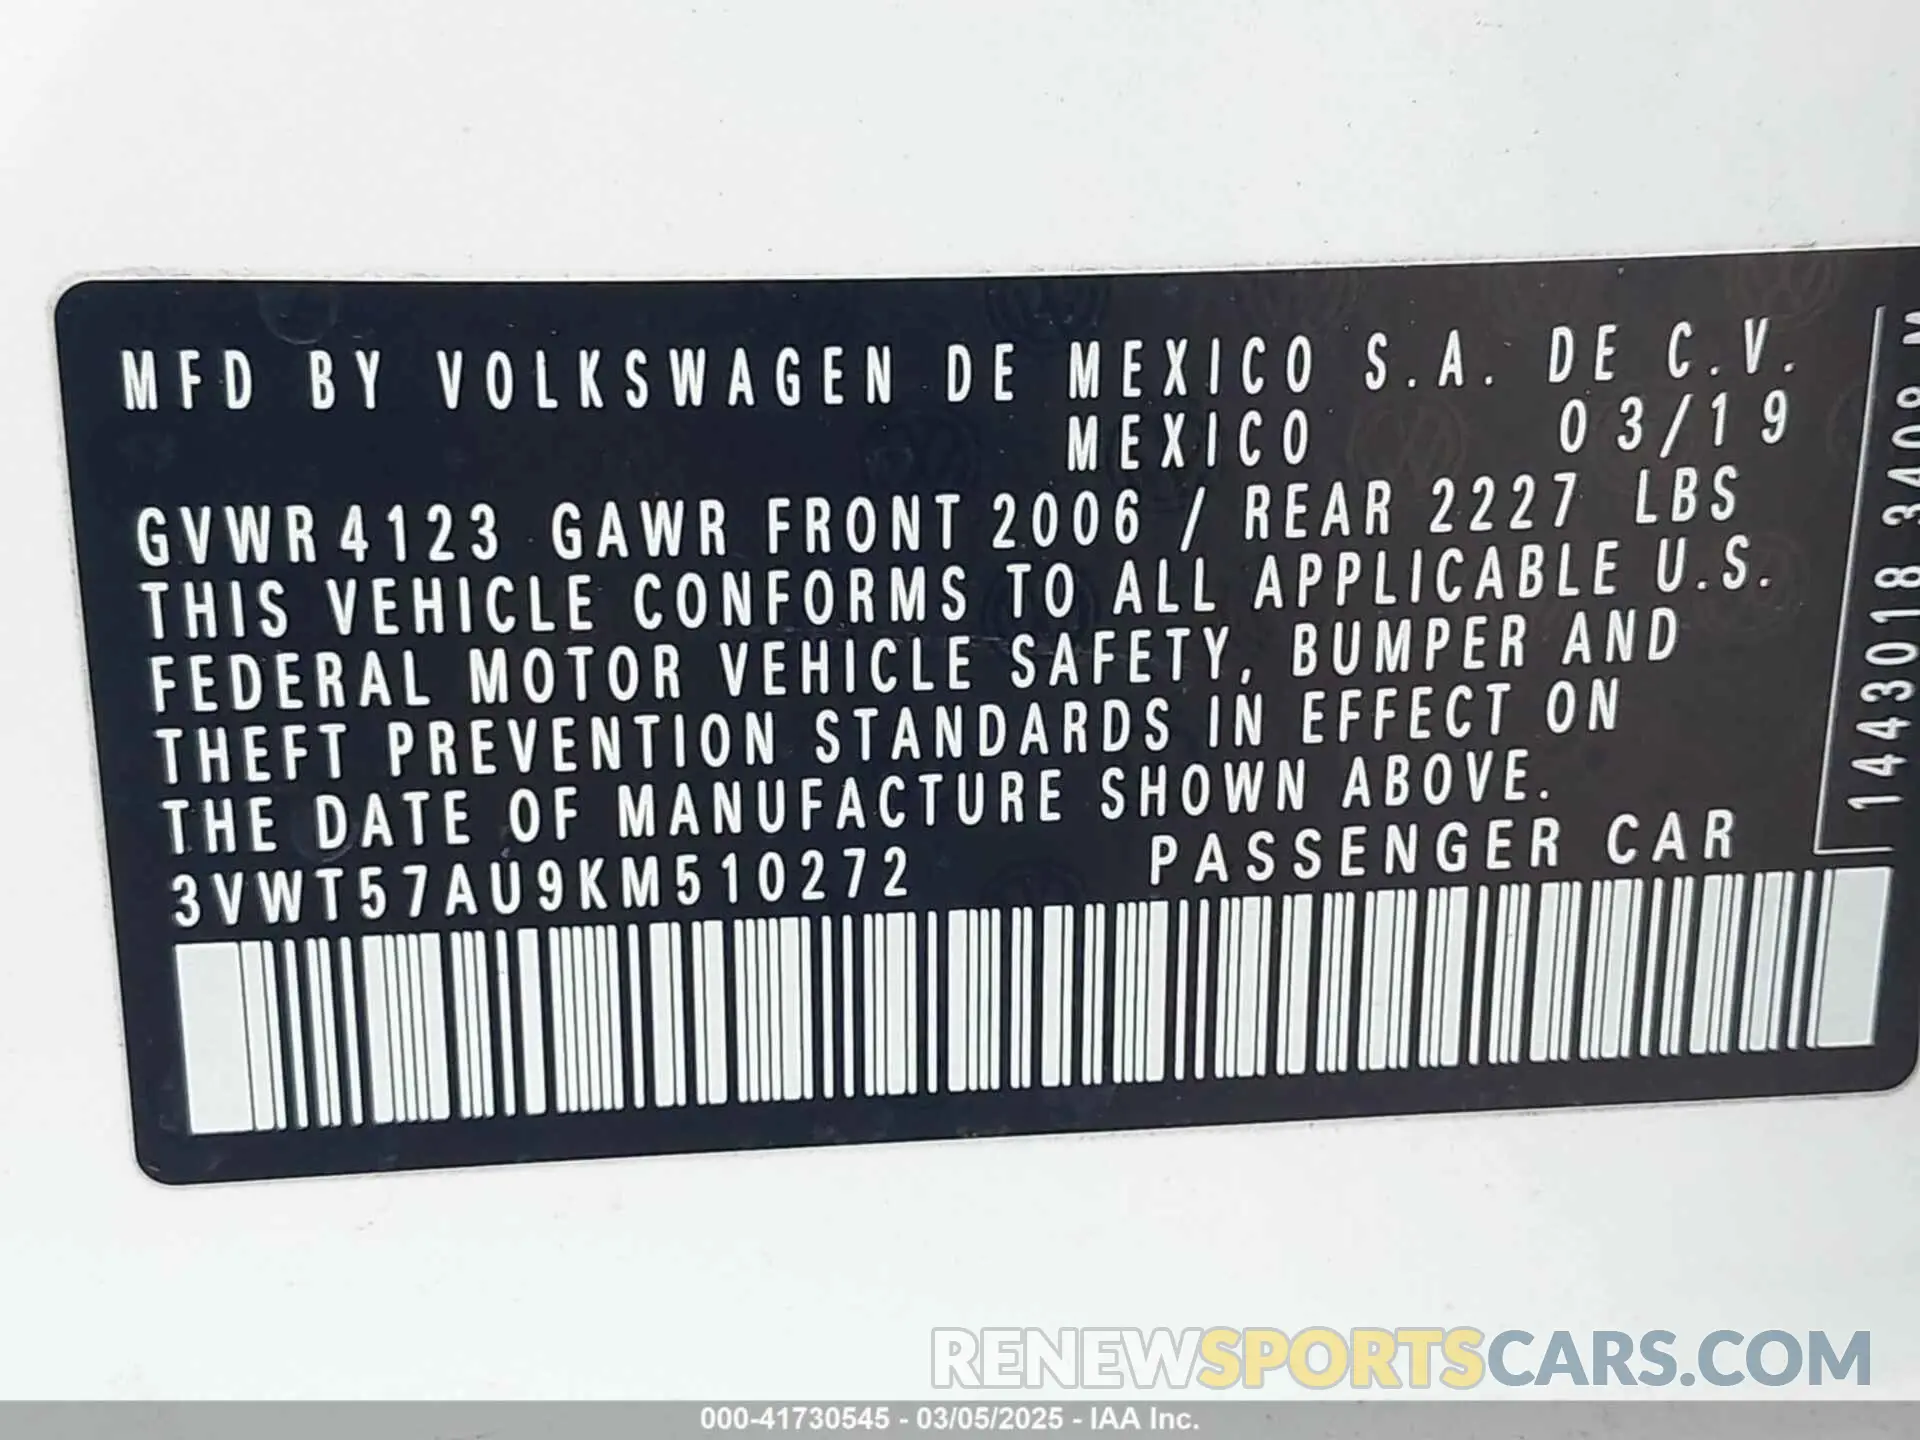 MFD BY VOLKSWAGEN DE MEXICO S.A. DE C.V.
MEXICO 03/19
GVWR 4123 GAWR FRONT 2006 / REAR 2227 LBS
THIS VEHICLE CONFORMS TO ALL APPLICABLE U.S.
FEDERAL MOTOR VEHICLE SAFETY, BUMPER AND
THEFT PREVENTION STANDARDS IN EFFECT ON
THE DATE OF MANUFACTURE SHOWN ABOVE.
3VWT57AU9KM510272 PASSENGER CAR
1443018 3408 M
RENEWSPORTSCARS.COM
000-41730545 - 03/05/2025 - IAA Inc.